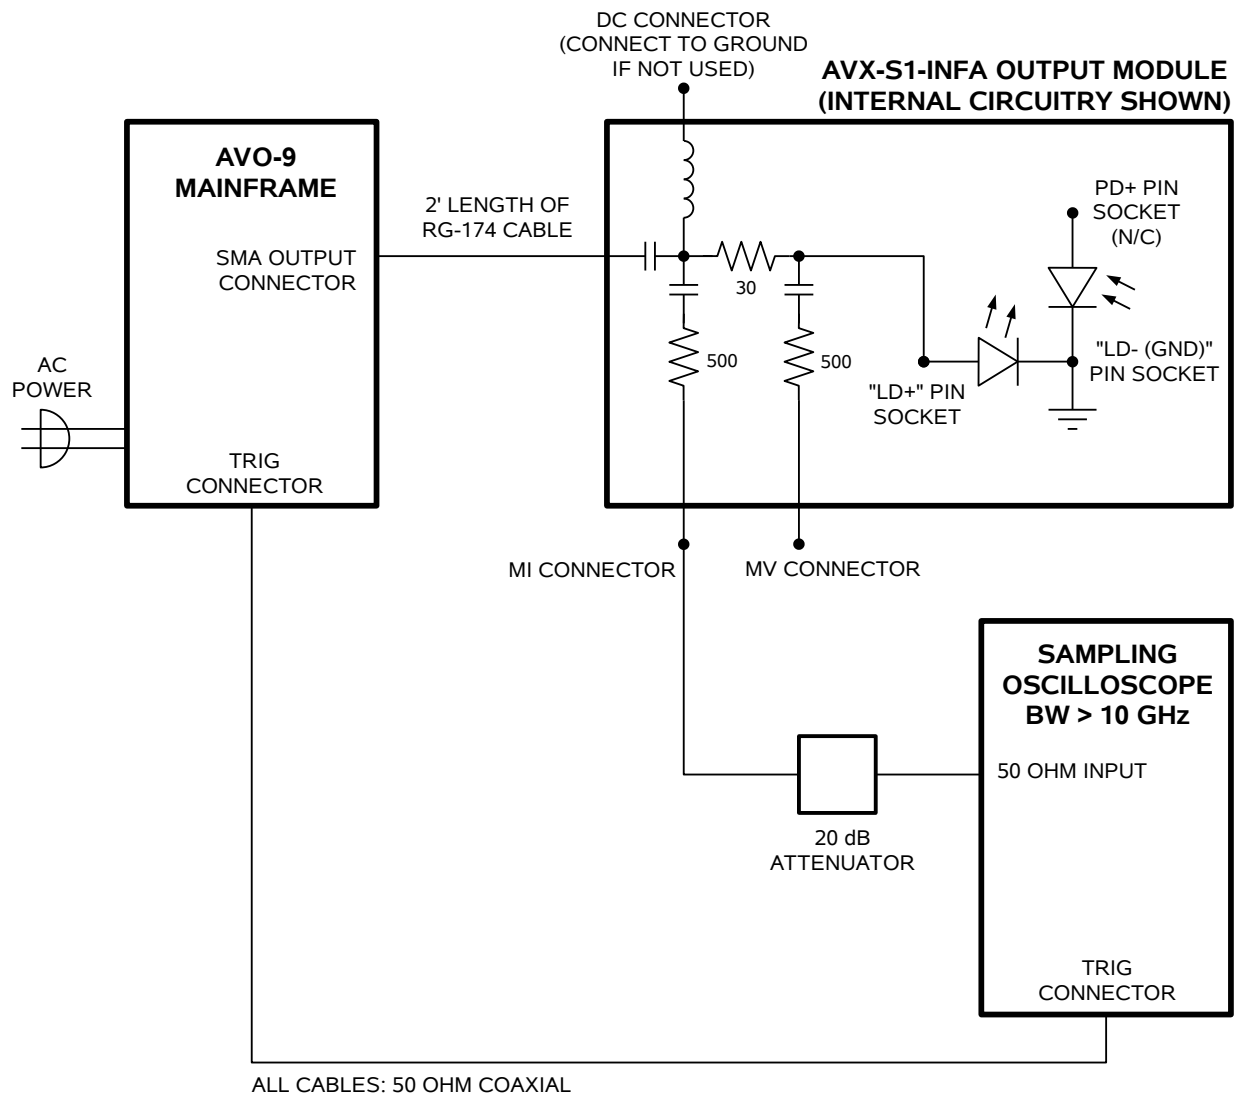 DC CONNECTOR
(CONNECT TO GROUND
IF NOT USED)
AVX-S1-INFA OUTPUT MODULE
(INTERNAL CIRCUITRY SHOWN)
AVO-9
MAINFRAME
2' LENGTH OF
RG-174 CABLE
SMA OUTPUT
CONNECTOR
PD+ PIN
SOCKET
(N/C)
30
500
500
"LD+" PIN
SOCKET
"LD- (GND)"
PIN SOCKET
AC
POWER
TRIG
CONNECTOR
MI CONNECTOR
MV CONNECTOR
SAMPLING
OSCILLOSCOPE
BW > 10 GHz
50 OHM INPUT
20 dB
ATTENUATOR
TRIG
CONNECTOR
ALL CABLES: 50 OHM COAXIAL